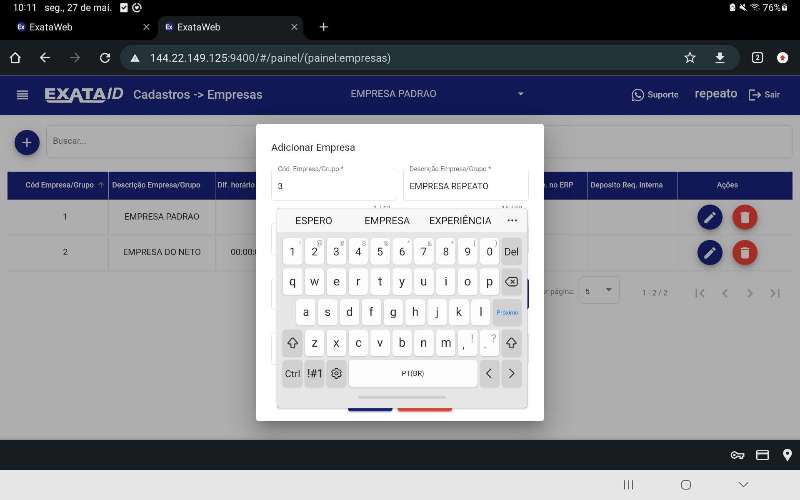 10:11 seg., 27 de mai. 76%
Ex ExataWeb Ex ExataWeb
144.22.149.125:9400/#/painel/(painel:empresas) 2
EXATA/D Cadastros -> Empresas EMPRESA PADRAO Suporte repeato Sair
Buscar...
Adicionar Empresa
Cód. Empresa/Grupo * Descrição Empresa/Grupo *
3 EMPRESA REPEATO
Cód Empresa/Grupo Descrição Empresa/Grupo Dif. horário no ERP Deposito Req. Interna Ações
1 EMPRESA PADRAO
2 EMPRESA DO NETO 00:00:
página: 5 1 - 2 / 2
ESPERO EMPRESA EXPERIÊNCIA ...
1 2 3 4 5 6 7 8 9 0 Del
q w e r t y u i o p
a s d f g h j k l Próximo
z x c v b n m , ! . ?
Ctrl !#1 PT(BR) < >